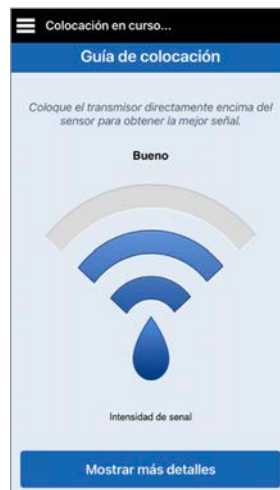 Colocación en curso...
Guía de colocación
Coloque el transmisor directamente encima del
sensor para obtener la mejor señal.
Bueno
Intensidad de senal
Mostrar más detalles